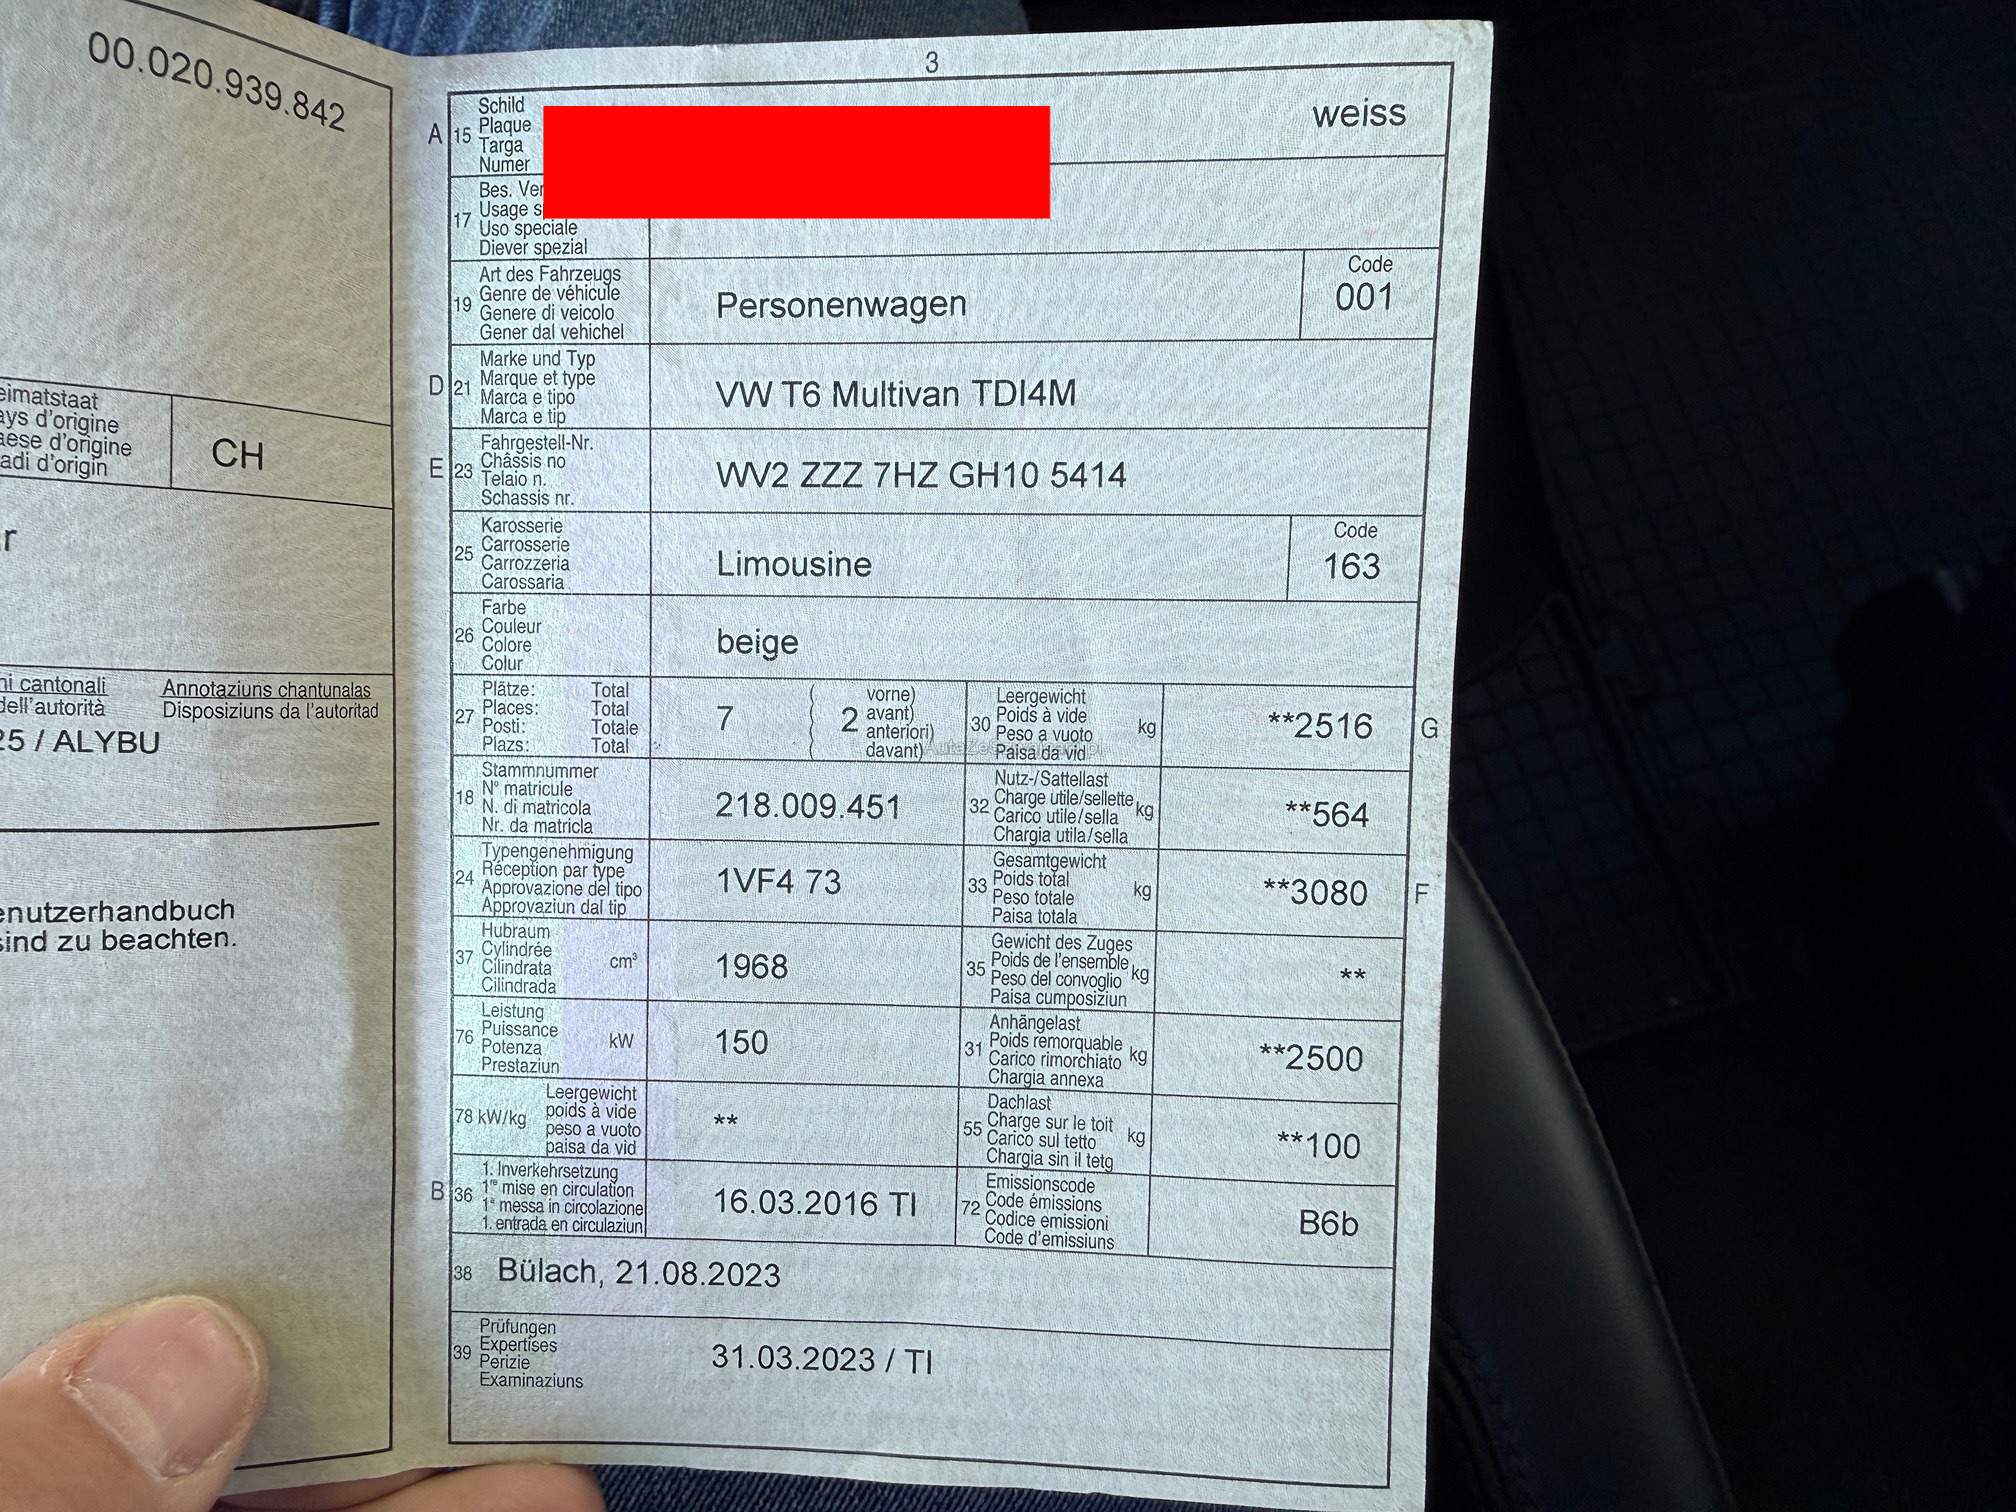 00.020.939.842
eimatstaat
ays d'origine
aese d'origine
adi d'origin
CH
r
ni cantonali
dell'autorità
Annotaziuns chantunalas
Disposiziuns da l'autoritad
25 / ALYBU
enutzerhandbuch
sind zu beachten.
3
A
15
Schild
Plaque
Targa
Numer
weiss
17
Bes. Ver
Usage s
Uso speciale
Diever spezial
19
Art des Fahrzeugs
Genre de véhicule
Genere di veicolo
Gener dal vehichel
Personenwagen
Code
001
D
21
Marke und Typ
Marque et type
Marca e tipo
Marca e tip
VW T6 Multivan TDI4M
E
23
Fahrgestell-Nr.
Châssis no
Telaio n.
Schassis nr.
WV2 ZZZ 7HZ GH10 5414
25
Karosserie
Carrosserie
Carrozzeria
Carossaria
Limousine
Code
163
26
Farbe
Couleur
Colore
Colur
beige
27
Plätze: Total
Places: Total
Posti: Totale
Plazs: Total
7
2
vorne)
avant)
anteriori)
davant)
30
Leergewicht
Poids à vide
Peso a vuoto
Paisa da vid
kg
**2516
G
18
Stammnummer
N° matricule
N. di matricola
Nr. da matricla
218.009.451
32
Nutz-/Sattellast
Charge utile/sellette
Carico utile/sella
Chargia utila/sella
kg
**564
24
Typengenehmigung
Réception par type
Approvazione del tipo
Approvaziun dal tip
1VF4 73
33
Gesamtgewicht
Poids total
Peso totale
Paisa totala
kg
**3080
F
37
Hubraum
Cylindrée
Cilindrata
Cilindrada
cm³
1968
35
Gewicht des Zuges
Poids de l'ensemble
Peso del convoglio
Paisa cumposiziun
kg
**
76
Leistung
Puissance
Potenza
Prestaziun
kW
150
31
Anhängelast
Poids remorquable
Carico rimorchiato
Chargia annexa
kg
**2500
78 kW/kg
Leergewicht
poids à vide
peso a vuoto
paisa da vid
**
55
Dachlast
Charge sur le toit
Carico sul tetto
Chargia sin il tetg
kg
**100
B
36
1. Inverkehrsetzung
1re mise en circulation
1a messa in circolazione
1. entrada en circulaziun
16.03.2016 TI
72
Emissionscode
Code émissions
Codice emissioni
Code d'emissiuns
B6b
38
Bülach, 21.08.2023
39
Prüfungen
Expertises
Perizie
Examinaziuns
31.03.2023 / TI